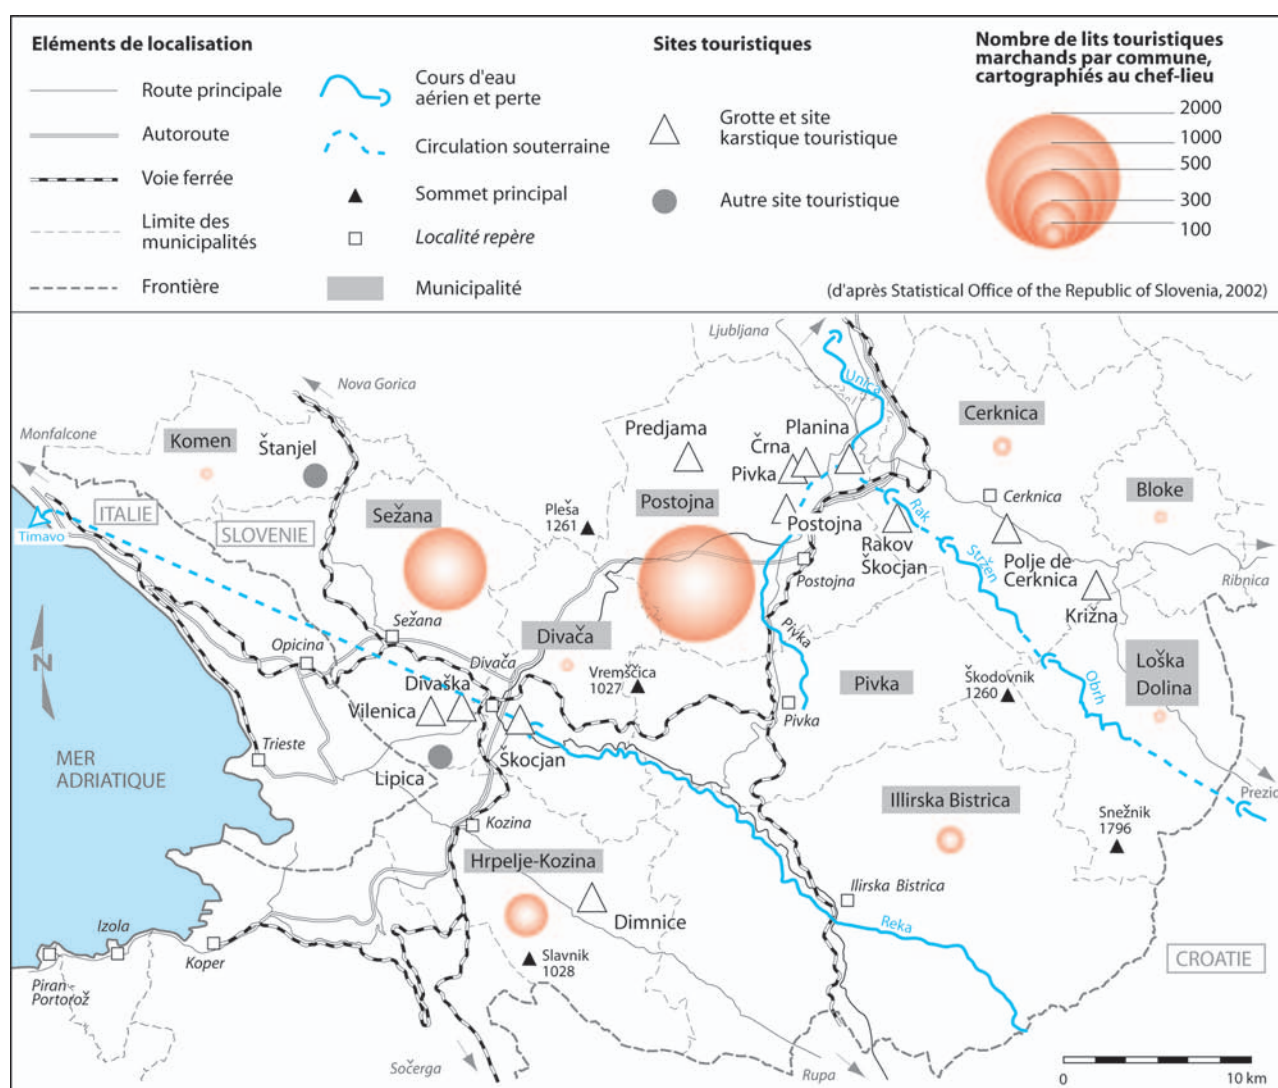 Eléments de localisation
Route principale
Autoroute
Voie ferrée
Limite des
municipalités
Frontière
Cours d'eau
aérien et perte
Circulation souterraine
Sommet principal
Localité repère
Municipalité
Sites touristiques
Grotte et site
karstique touristique
Autre site touristique
Nombre de lits touristiques
marchands par commune,
cartographiés au chef-lieu
2000
1000
500
300
100
(d'après Statistical Office of the Republic of Slovenia, 2002)
Ljubljana
Nova Gorica
Monfalcone
Komen
Štanjel
Unica
Cerknica
Predjama
Planina
Črna
Pivka
Postojna
Bloke
Cerknica
ITALIE
SLOVENIE
Sežana
Pleša
1261
Timavo
Postojna
Rakov
Škocjan
Rak
Stržen
Polje de
Cerknica
Ribnica
Postojna
Križna
N
Sežana
Opicina
Divača
Divača
Pivka
Loška
Dolina
Vremščica
1027
Pivka
Škodovnik
1260
Obrh
Divaška
Vilenica
Pivka
Trieste
MER
ADRIATIQUE
Škocjan
Lipica
Prezid
Illirska Bistrica
Snežnik
1796
Kozina
Hrpelje-Kozina
Ilirska Bistrica
Dimnice
Reka
Izola
Koper
Slavnik
1028
CROATIE
Piran-
Portorož
Sočerga
Rupa
0
10 km